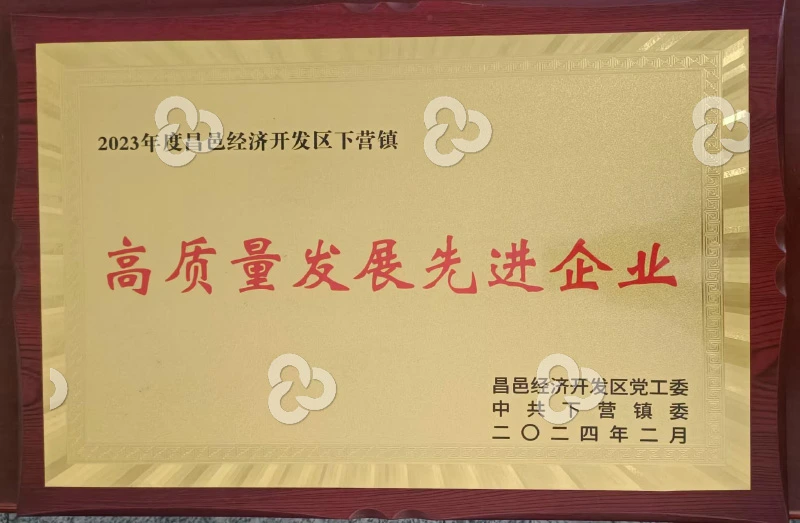 2023年度昌邑经济开发区下营镇
高质量发展先进企业
昌邑经济开发区党工委
中共下营镇委
二〇二四年二月